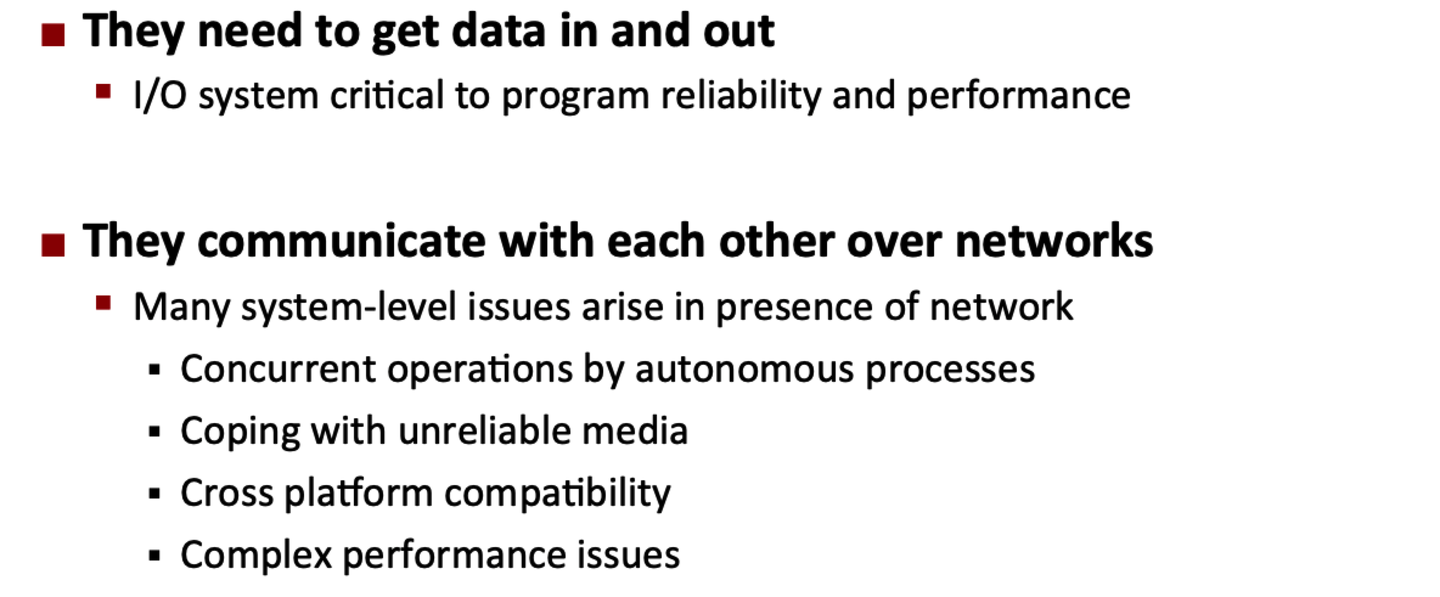 They need to get data in and out
I/O system critical to program reliability and performance
They communicate with each other over networks
Many system-level issues arise in presence of network
Concurrent operations by autonomous processes
Coping with unreliable media
Cross platform compatibility
Complex performance issues